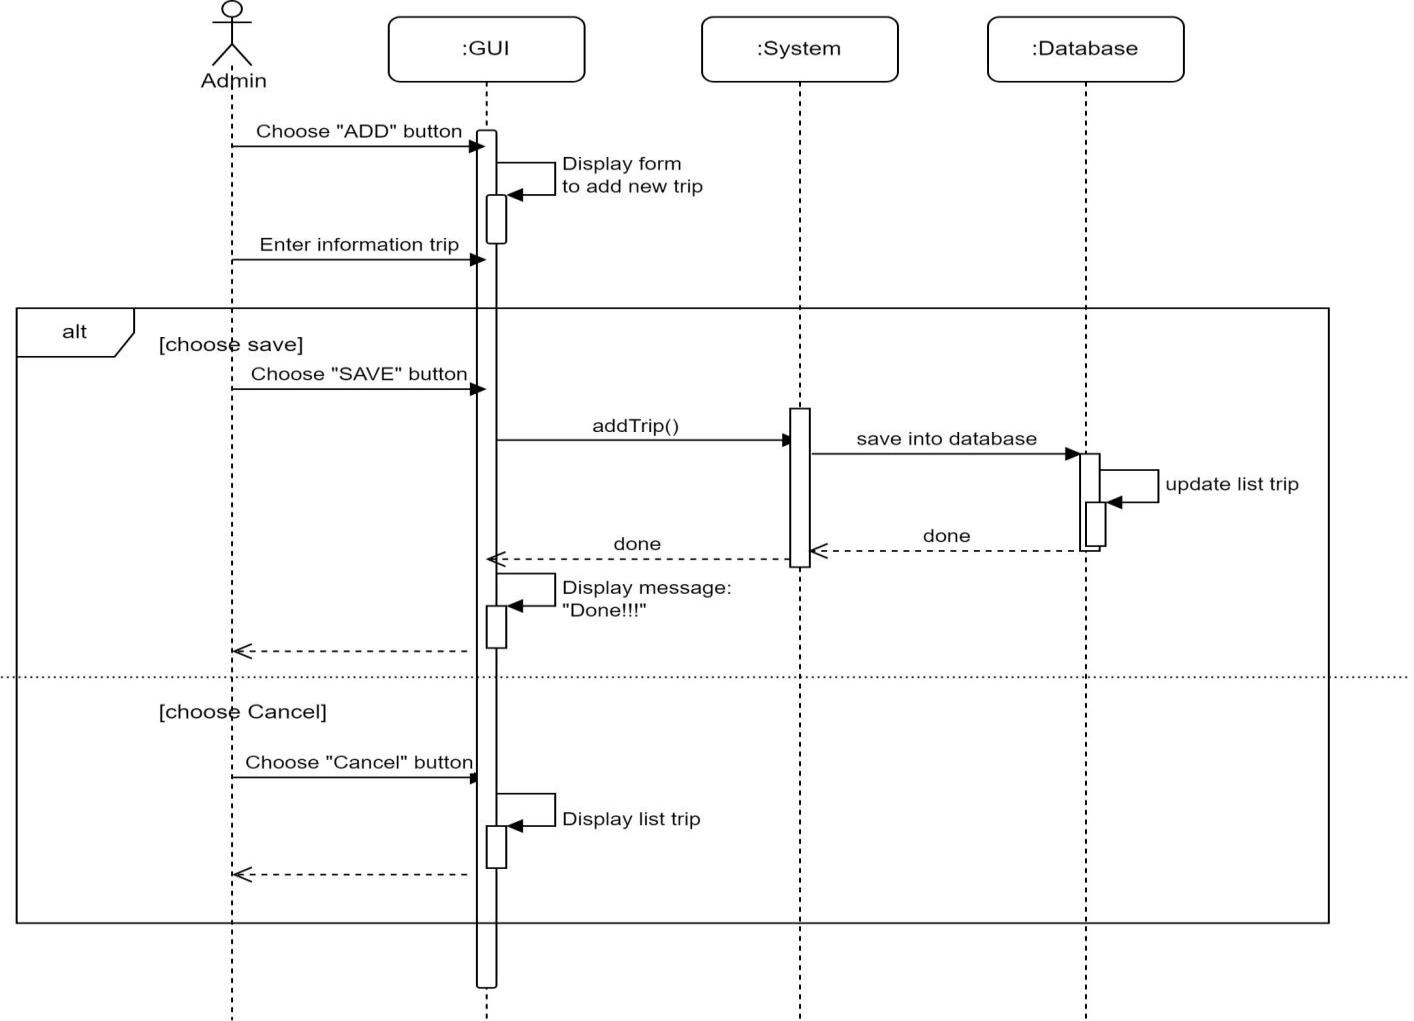 :GUI
:System
:Database
Admin
Choose "ADD" button
Display form
to add new trip
Enter information trip
alt
[choose save]
Choose "SAVE" button
addTrip()
save into database
update list trip
done
done
Display message:
"Done!!!"
[choose Cancel]
Choose "Cancel" button
Display list trip